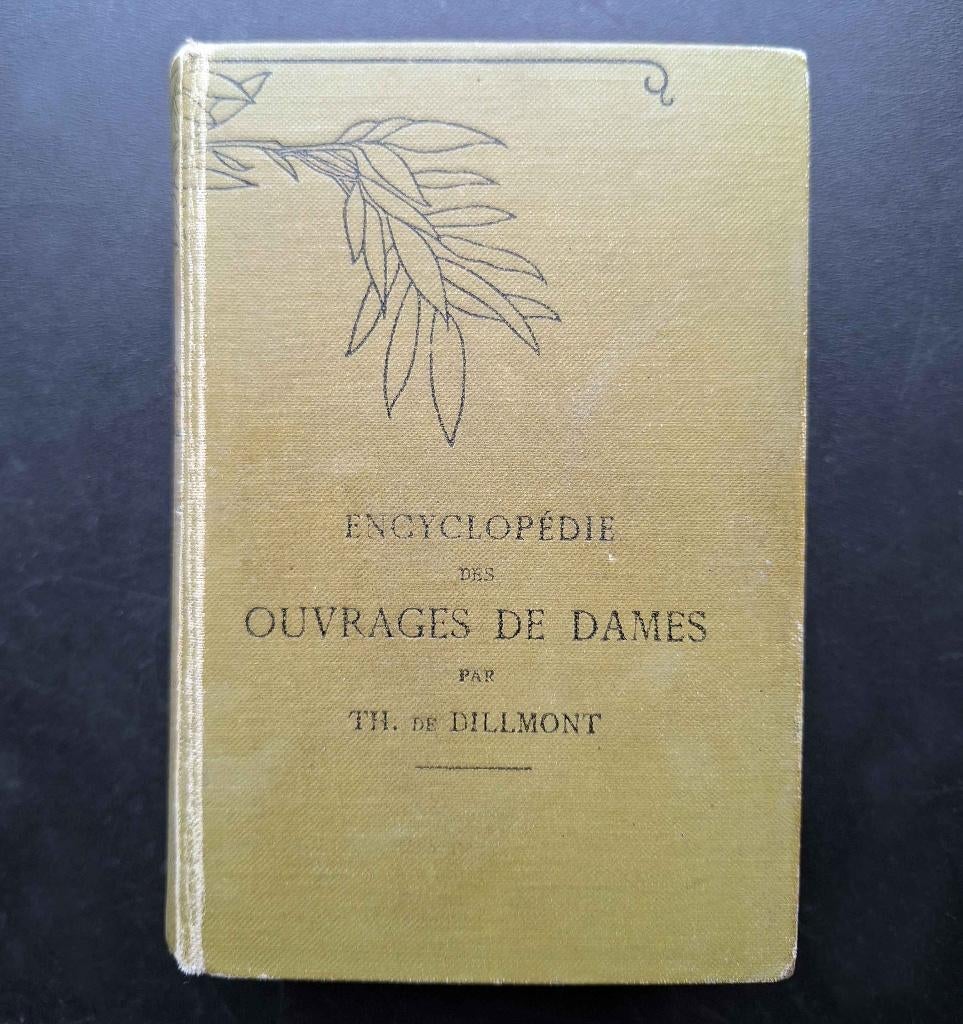 ENCYCLOPÉDIE
DES
OUVRAGES DE DAMES
PAR
TH. DE DILLMONT